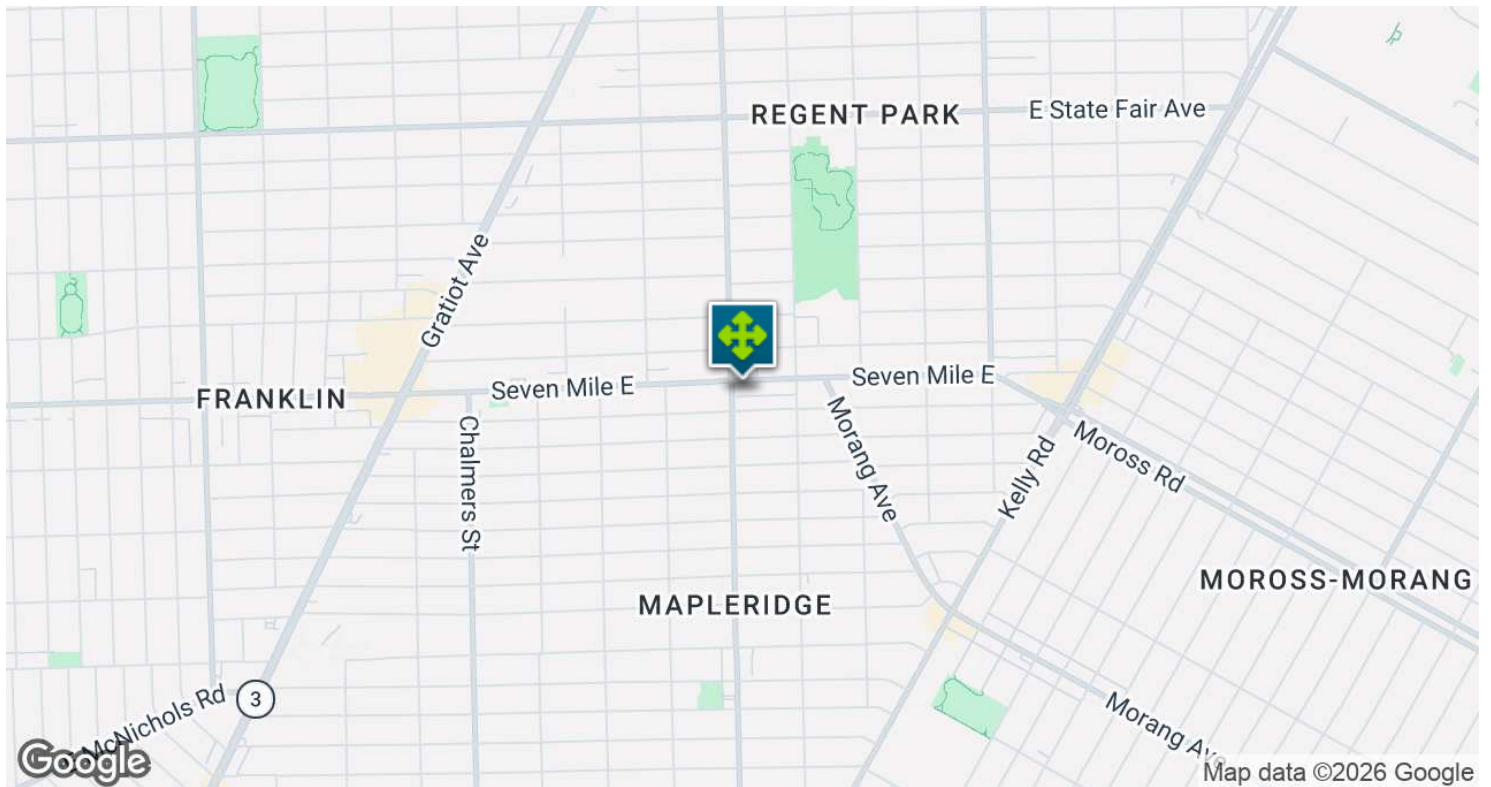 REGENT PARK
E State Fair Ave
Gratiot Ave
Seven Mile E
Seven Mile E
FRANKLIN
Chalmers St
Morang Ave
Kelly Rd
Moross Rd
MOROSS-MORANG
MAPLERIDGE
McNichols Rd
3
Morang Ave
Google
Map data ©2026 Google